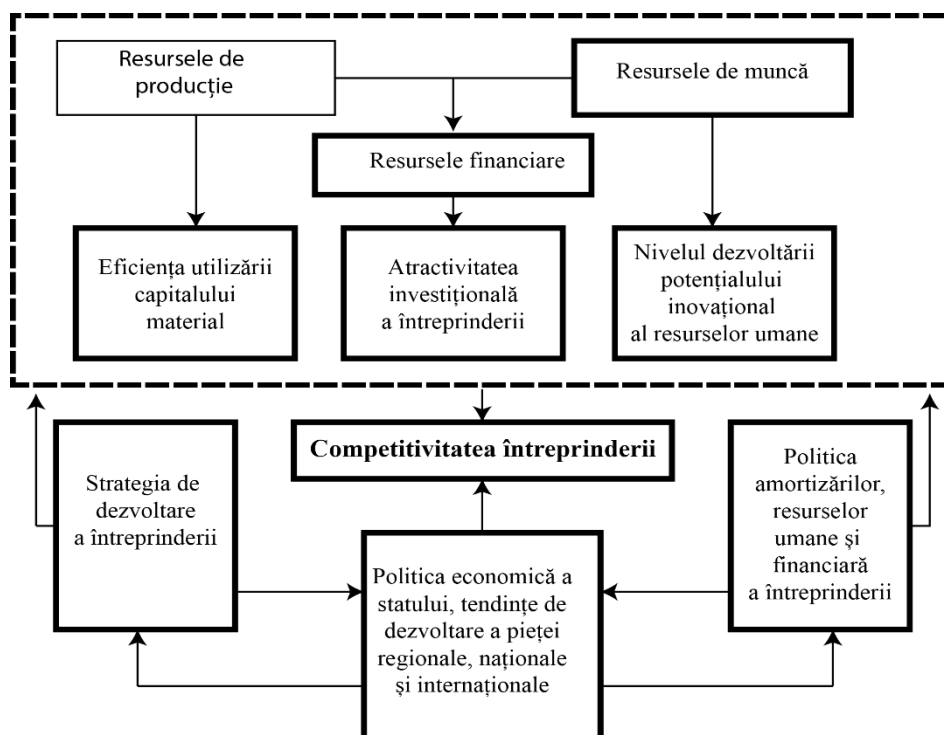 Resursele de
producție
Resursele de muncă
Resursele financiare
Eficiența utilizării
capitalului
material
Atractivitatea
investițională
a întreprinderii
Nivelul dezvoltării
potențialului
inovațional
al resurselor umane
Competitivitatea întreprinderii
Strategia de
dezvoltare
a întreprinderii
Politica economică a
statului, tendințe de
dezvoltare a pieței
regionale, naționale
și internaționale
Politica
amortizărilor,
resurselor
umane și
financiară
a întreprinderii